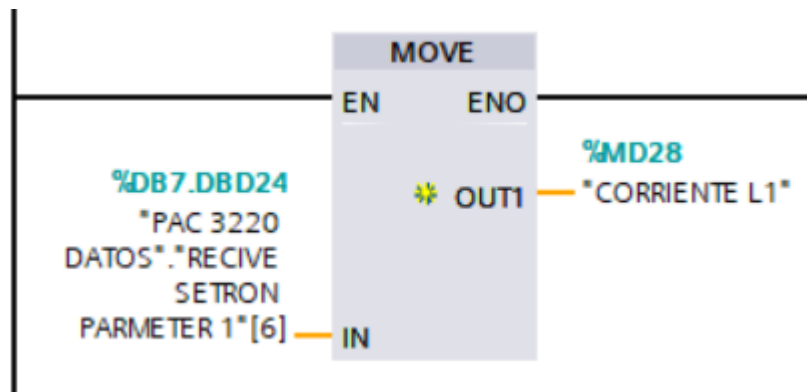 MOVE
EN ENO
%DB7.DBD24
"PAC 3220
DATOS"."RECIVE
SETRON
PARMETER 1"[6]
IN
OUT1
%MD28
"CORRIENTE L1"